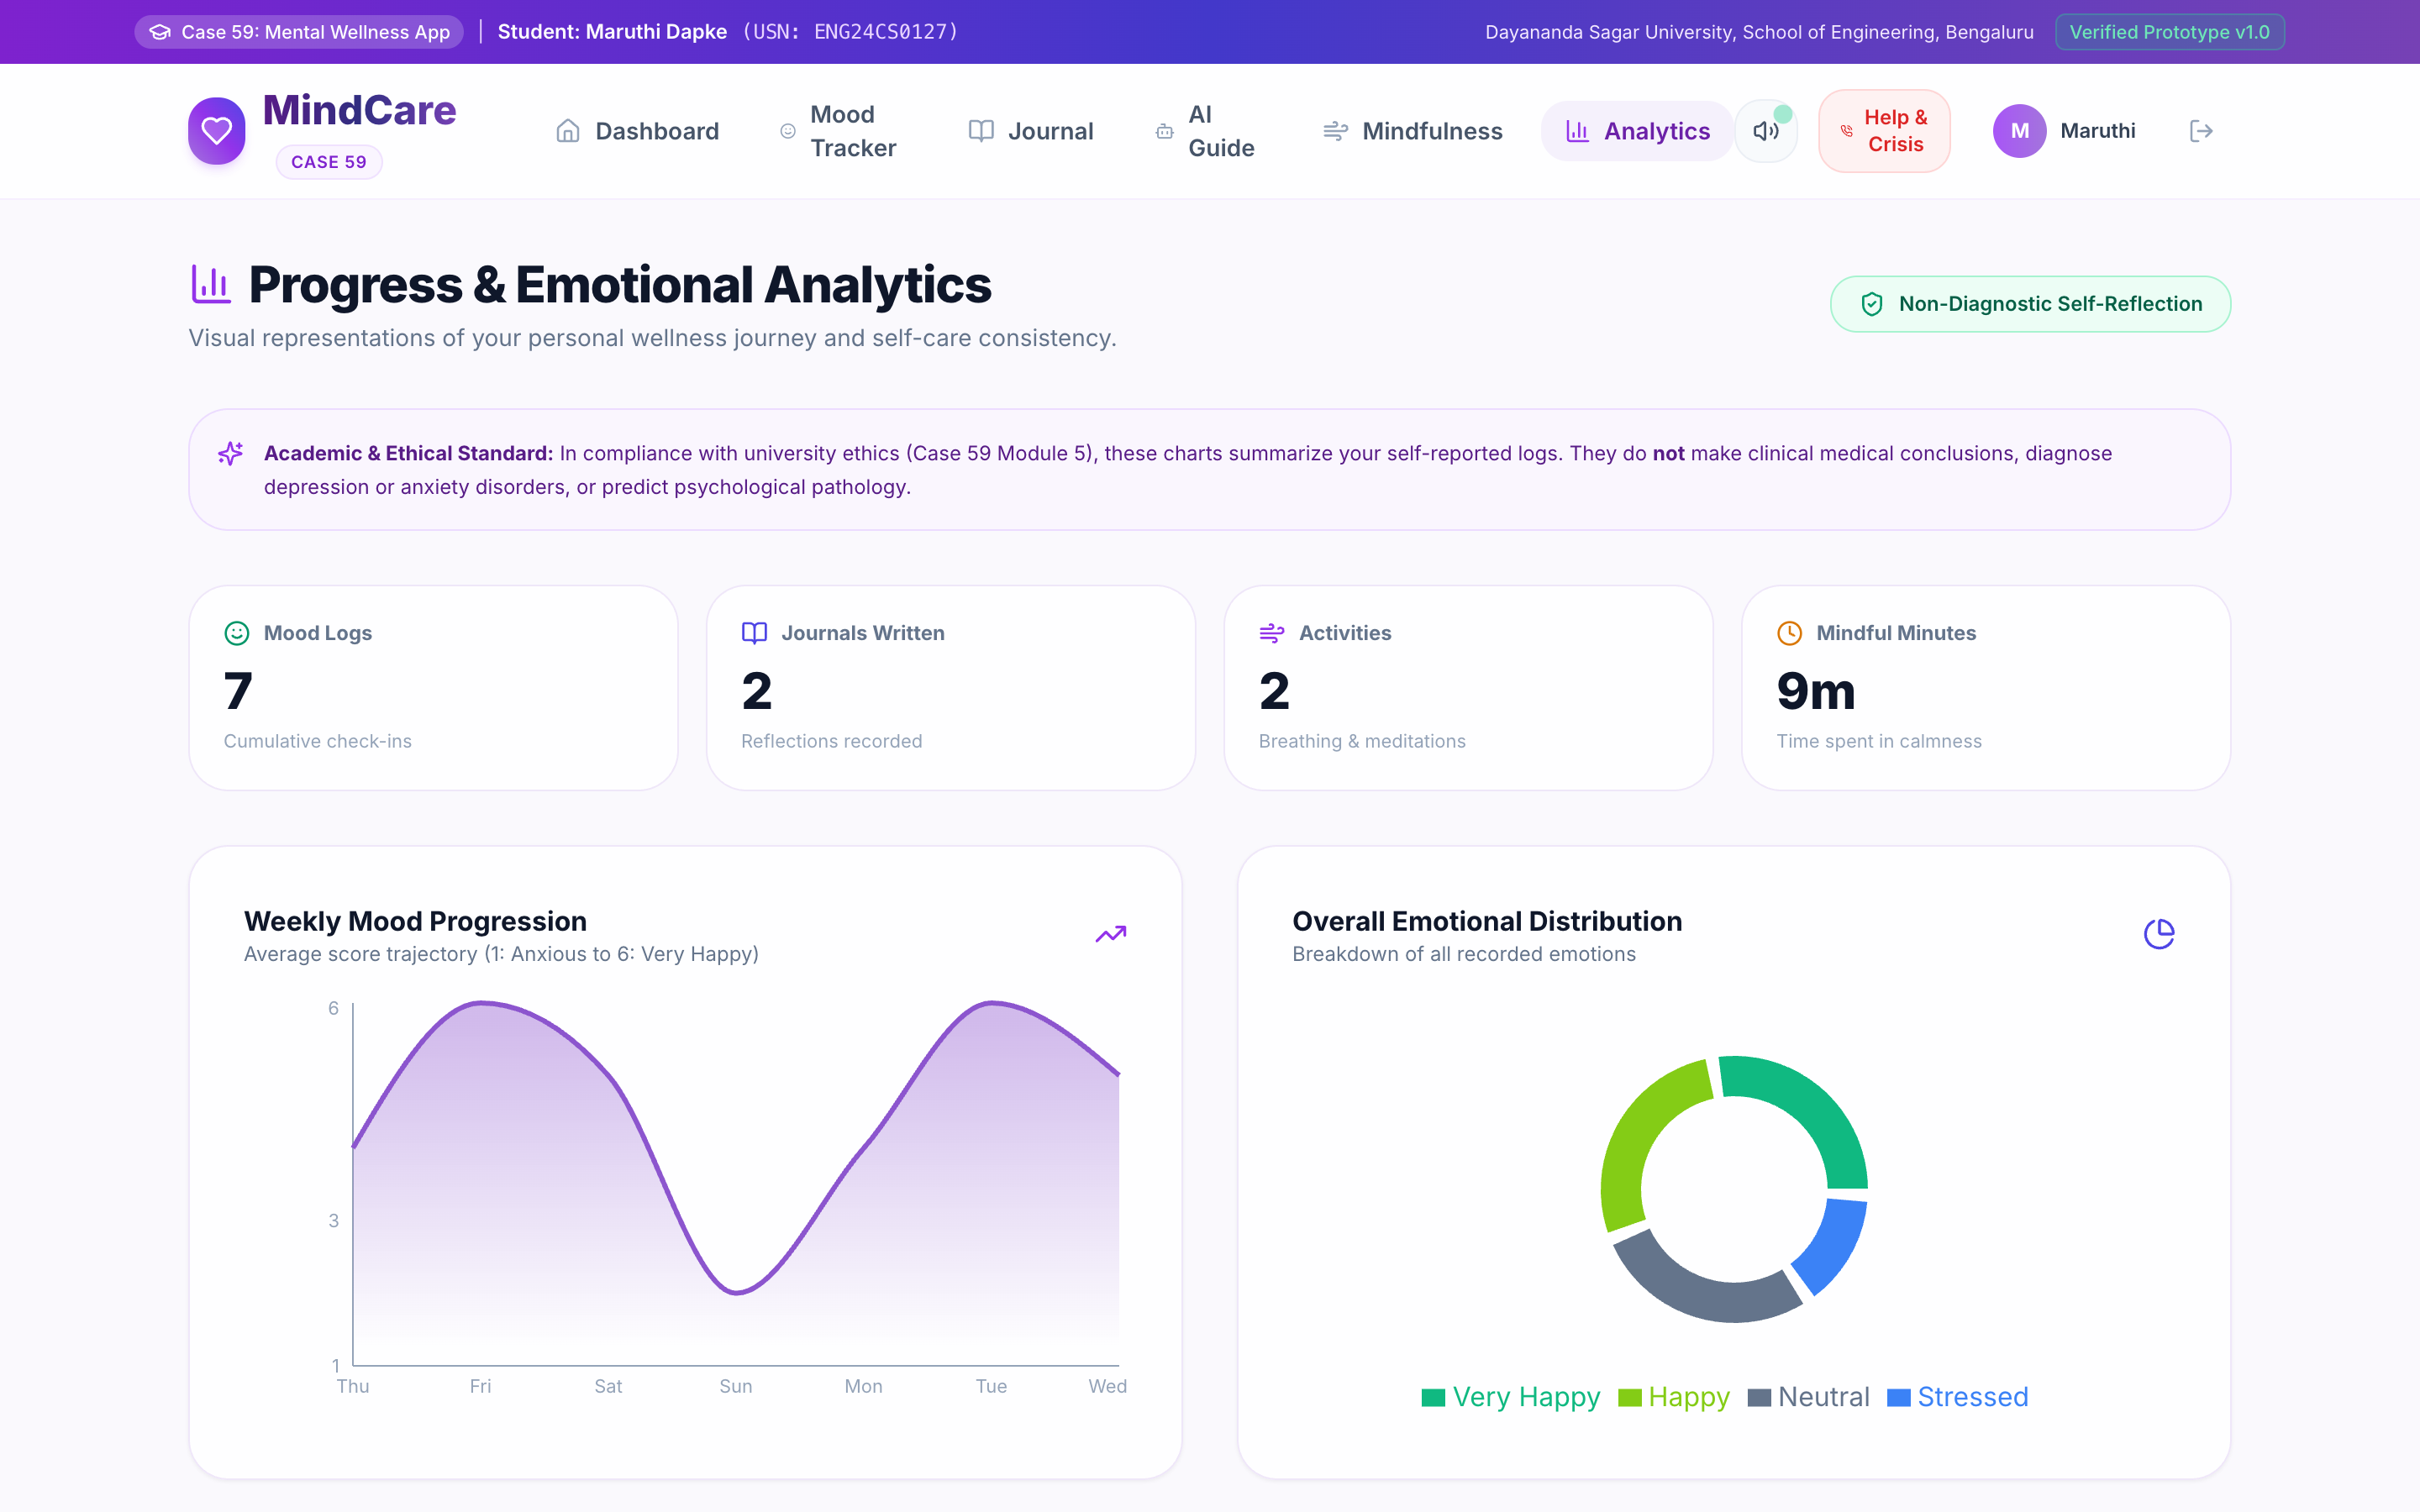 Case 59: Mental Wellness App
Student: Maruthi Dapke (USN: ENG24CS0127)
Dayananda Sagar University, School of Engineering, Bengaluru
Verified Prototype v1.0
MindCare
CASE 59
Dashboard
Mood
Tracker
Journal
AI
Guide
Mindfulness
Analytics
Help &
Crisis
M
Maruthi
Progress & Emotional Analytics
Visual representations of your personal wellness journey and self-care consistency.
Non-Diagnostic Self-Reflection
Academic & Ethical Standard: In compliance with university ethics (Case 59 Module 5), these charts summarize your self-reported logs. They do not make clinical medical conclusions, diagnose
depression or anxiety disorders, or predict psychological pathology.
Mood Logs
7
Cumulative check-ins
Journals Written
2
Reflections recorded
Activities
2
Breathing & meditations
Mindful Minutes
9m
Time spent in calmness
Weekly Mood Progression
Average score trajectory (1: Anxious to 6: Very Happy)
6
3
1
Thu Fri Sat Sun Mon Tue Wed
Overall Emotional Distribution
Breakdown of all recorded emotions
Very Happy Happy Neutral Stressed